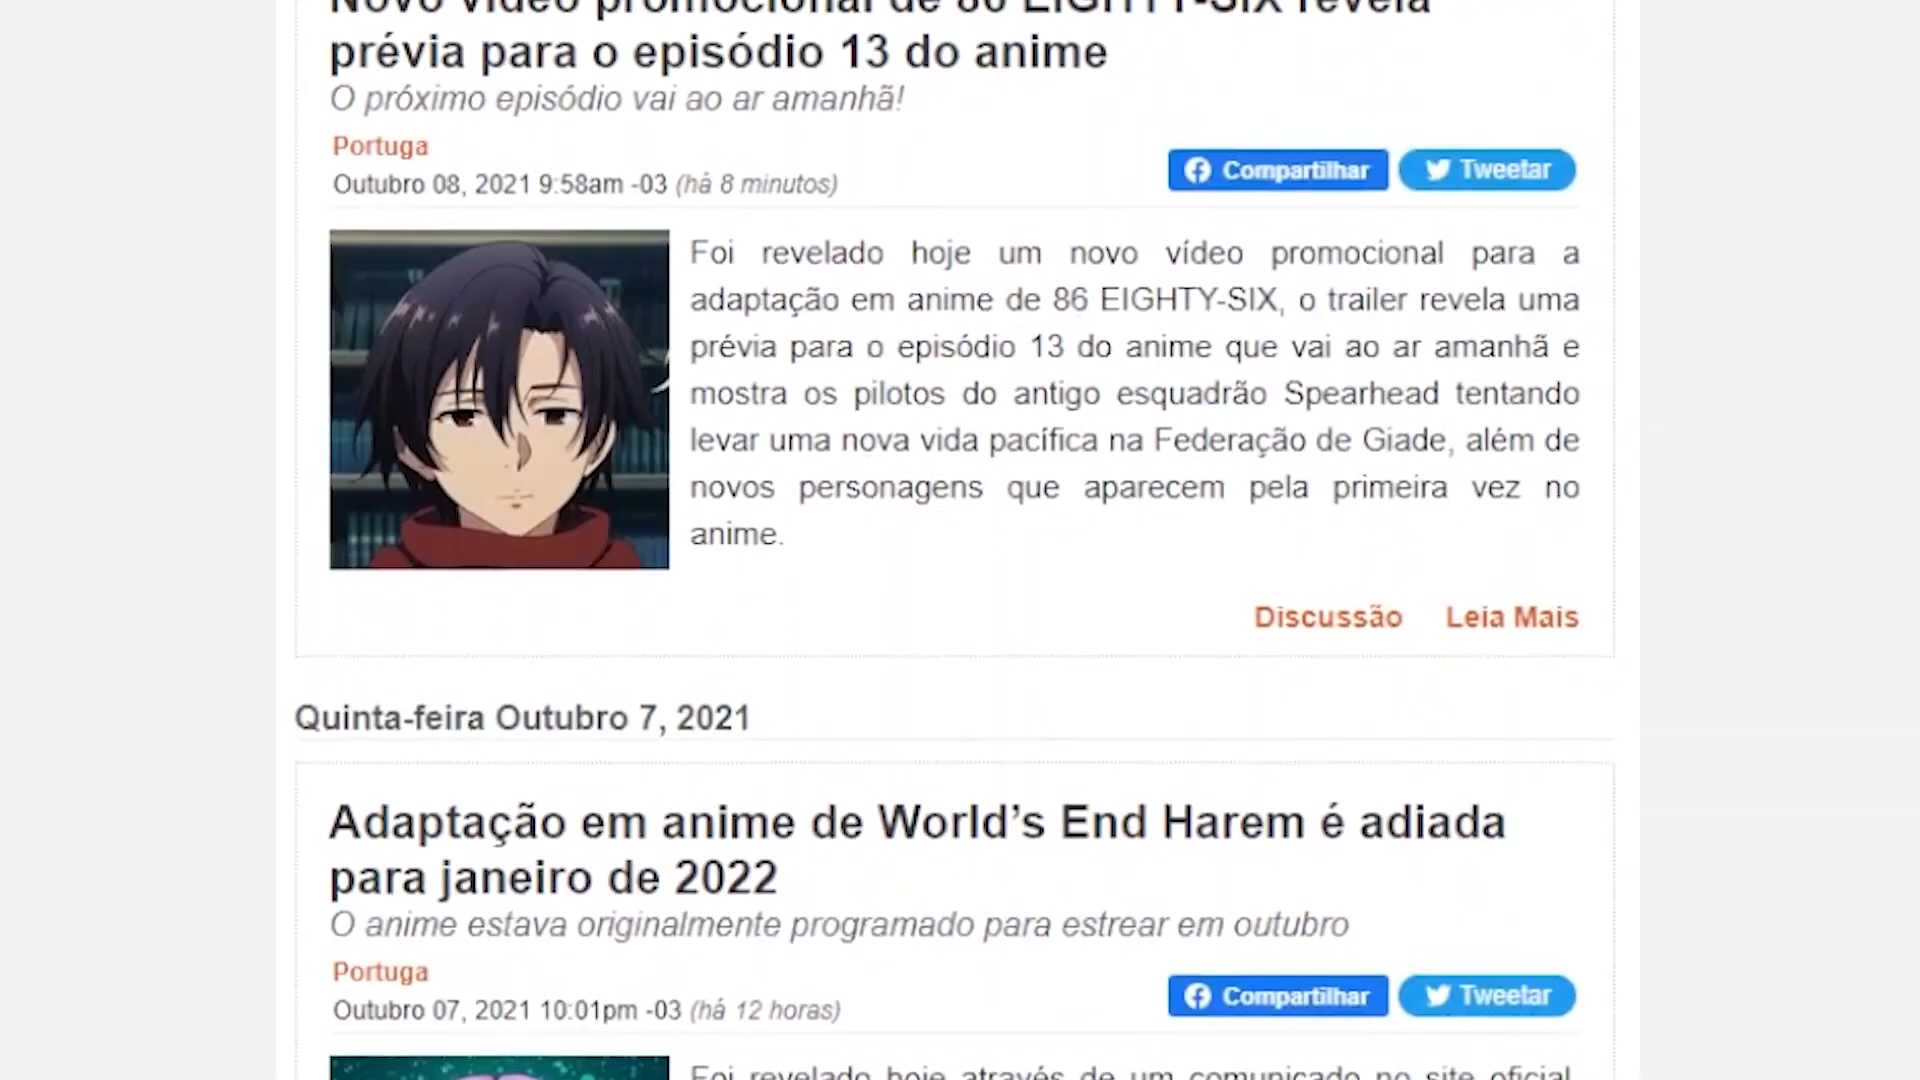 Novo vídeo promocional de 86 EIGHTY-SIX revela
prévia para o episódio 13 do anime
O próximo episódio vai ao ar amanhã!
Portuga
Outubro 08, 2021 9:58am -03 (há 8 minutos)
Compartilhar
Tweetar
Foi revelado hoje um novo vídeo promocional para a
adaptação em anime de 86 EIGHTY-SIX, o trailer revela uma
prévia para o episódio 13 do anime que vai ao ar amanhã e
mostra os pilotos do antigo esquadrão Spearhead tentando
levar uma nova vida pacífica na Federação de Giade, além de
novos personagens que aparecem pela primeira vez no
anime.
Discussão Leia Mais
Quinta-feira Outubro 7, 2021
Adaptação em anime de World’s End Harem é adiada
para janeiro de 2022
O anime estava originalmente programado para estrear em outubro
Portuga
Outubro 07, 2021 10:01pm -03 (há 12 horas)
Compartilhar
Tweetar
Foi revelado hoje através de um comunicado no site oficial